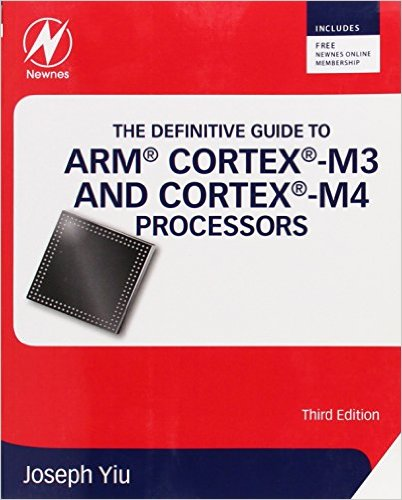 Newnes
INCLUDES
FREE
NEWNES ONLINE
MEMBERSHIP
THE DEFINITIVE GUIDE TO
ARM® CORTEX®-M3
AND CORTEX®-M4
PROCESSORS
Third Edition
Joseph Yiu